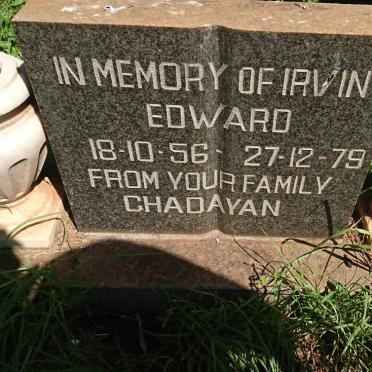 IN MEMORY OF IRVIN
EDWARD
18-10-56 - 27-12-79
FROM YOUR FAMILY
CHADAYAN